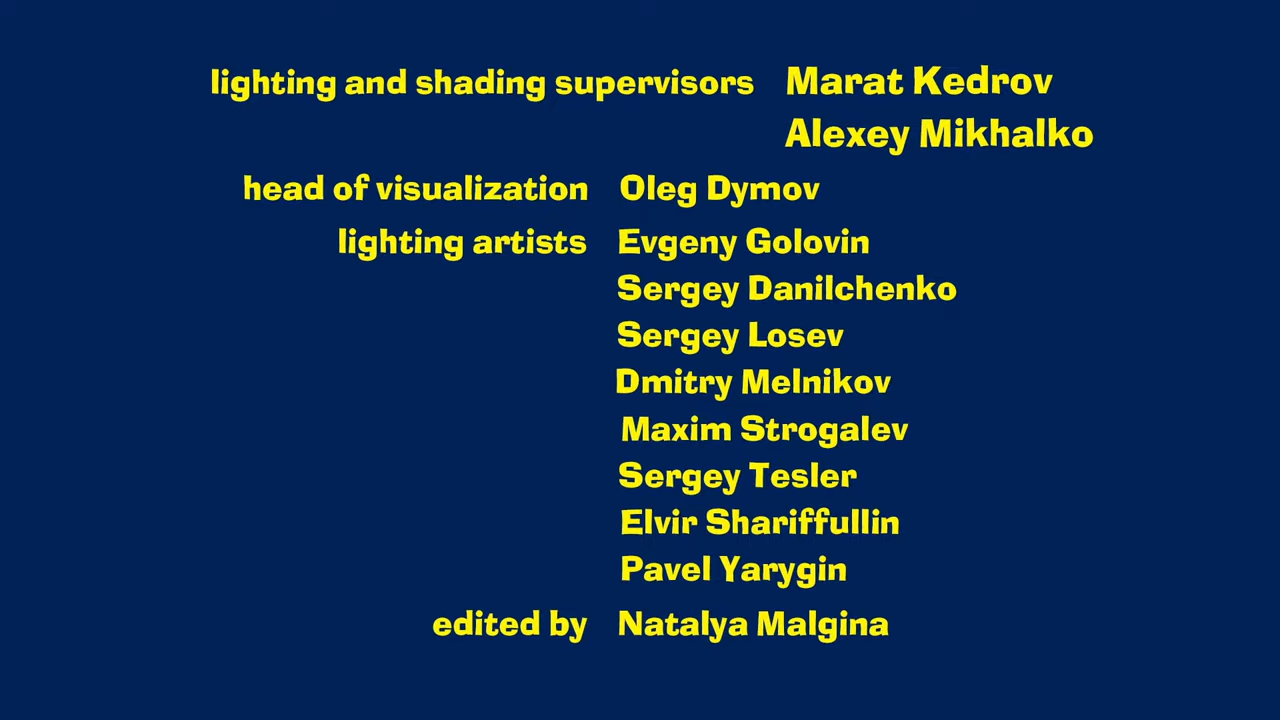 lighting and shading supervisors Marat Kedrov
Alexey Mikhalko
head of visualization Oleg Dymov
lighting artists Evgeny Golovin
Sergey Danilchenko
Sergey Losev
Dmitry Melnikov
Maxim Strogalev
Sergey Tesler
Elvir Shariffullin
Pavel Yarygin
edited by Natalya Malgina